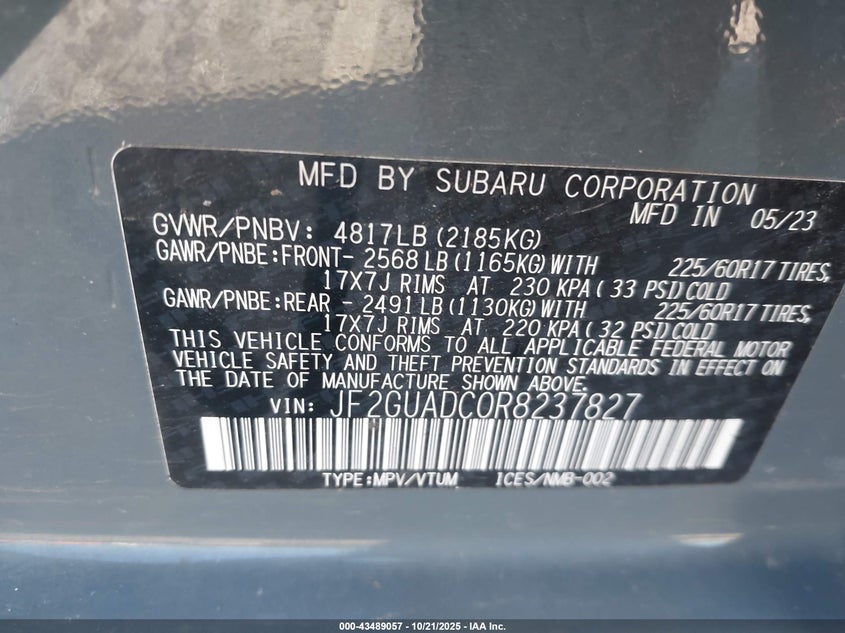 MFD BY SUBARU CORPORATION
MFD IN 05/23
GVWR/PNBV: 4817LB (2185KG)
GAWR/PNBE:FRONT- 2568 LB (1165KG) WITH 225/60R17 TIRES,
17X7J RIMS AT 230 KPA ( 33 PSI) COLD
GAWR/PNBE:REAR - 2491 LB (1130KG) WITH 225/60R17 TIRES,
17X7J RIMS AT 220 KPA ( 32 PSI) COLD
THIS VEHICLE CONFORMS TO ALL APPLICABLE FEDERAL MOTOR
VEHICLE SAFETY AND THEFT PREVENTION STANDARDS IN EFFECT ON
THE DATE OF MANUFACTURE SHOWN ABOVE.
VIN: JF2GUADC0R8237827
TYPE:MPV/VTUM ICES/NMB-002
000-43489057 - 10/21/2025 - IAA Inc.